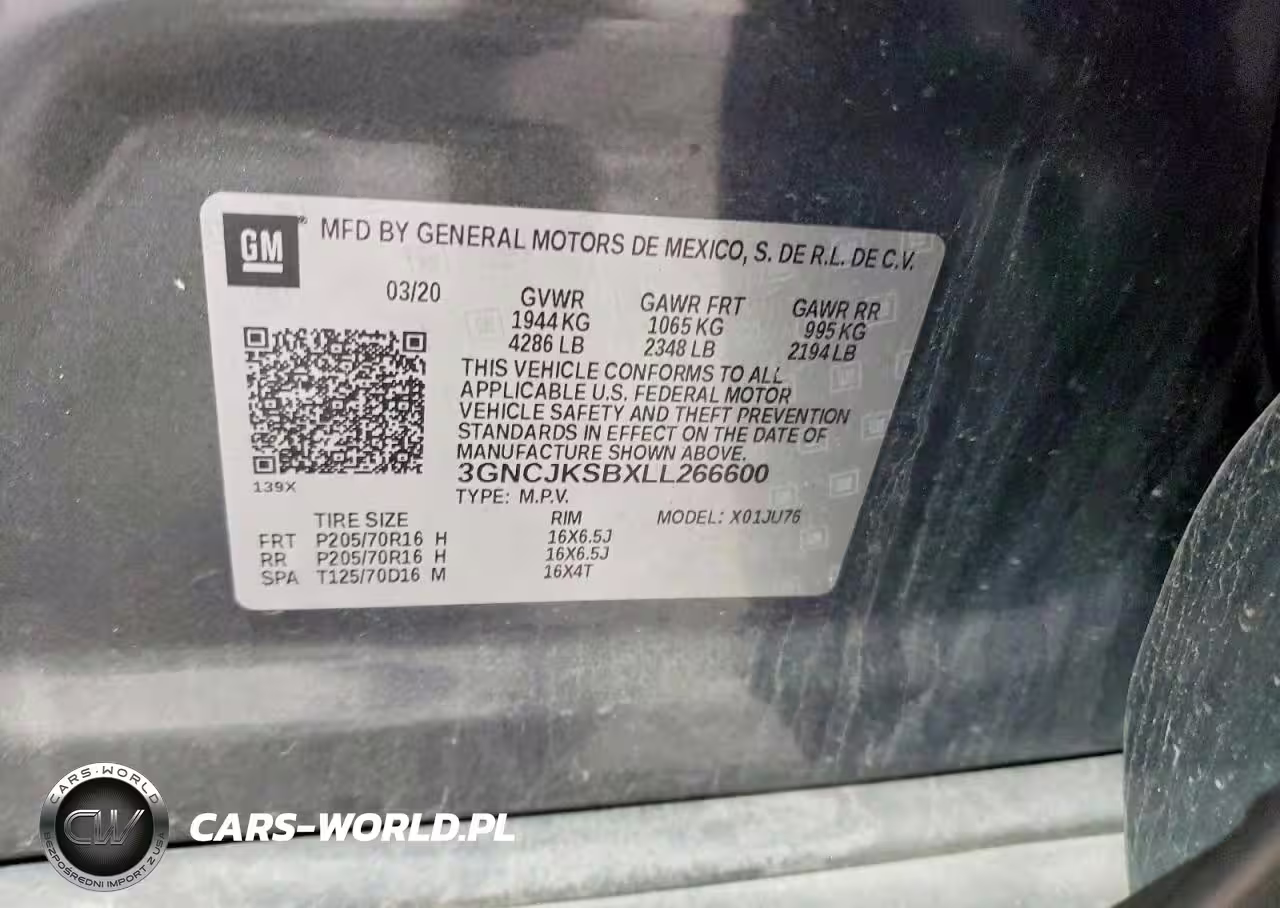 GM
MFD BY GENERAL MOTORS DE MEXICO, S. DE R.L. DE C.V.
03/20
GVWR GAWR FRT GAWR RR
1944 KG 1065 KG 995 KG
4286 LB 2348 LB 2194 LB
THIS VEHICLE CONFORMS TO ALL
APPLICABLE U.S. FEDERAL MOTOR
VEHICLE SAFETY AND THEFT PREVENTION
STANDARDS IN EFFECT ON THE DATE OF
MANUFACTURE SHOWN ABOVE.
3GNCJKSBXLL266600
139X
TYPE: M.P.V.
TIRE SIZE RIM MODEL: X01JU76
FRT P205/70R16 H 16X6.5J
RR P205/70R16 H 16X6.5J
SPA T125/70D16 M 16X4T
CARS-WORLD
CW
BEZPOŚREDNI IMPORT Z USA
CARS-WORLD.PL